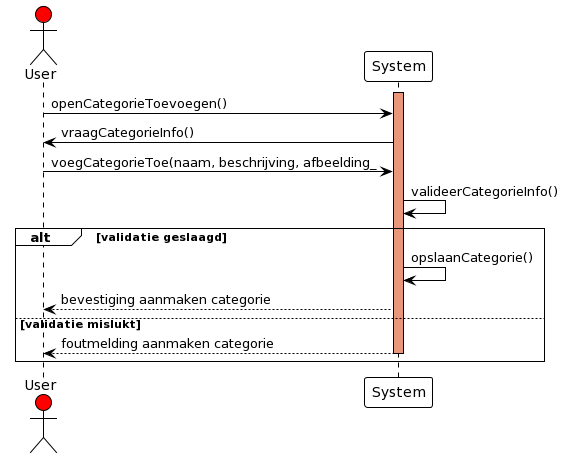 User
System
openCategorieToevoegen()
vraagCategorieInfo()
voegCategorieToe(naam, beschrijving, afbeelding_
valideerCategorieInfo()
alt [validatie geslaagd]
opslaanCategorie()
bevestiging aanmaken categorie
[validatie mislukt]
foutmelding aanmaken categorie
User
System